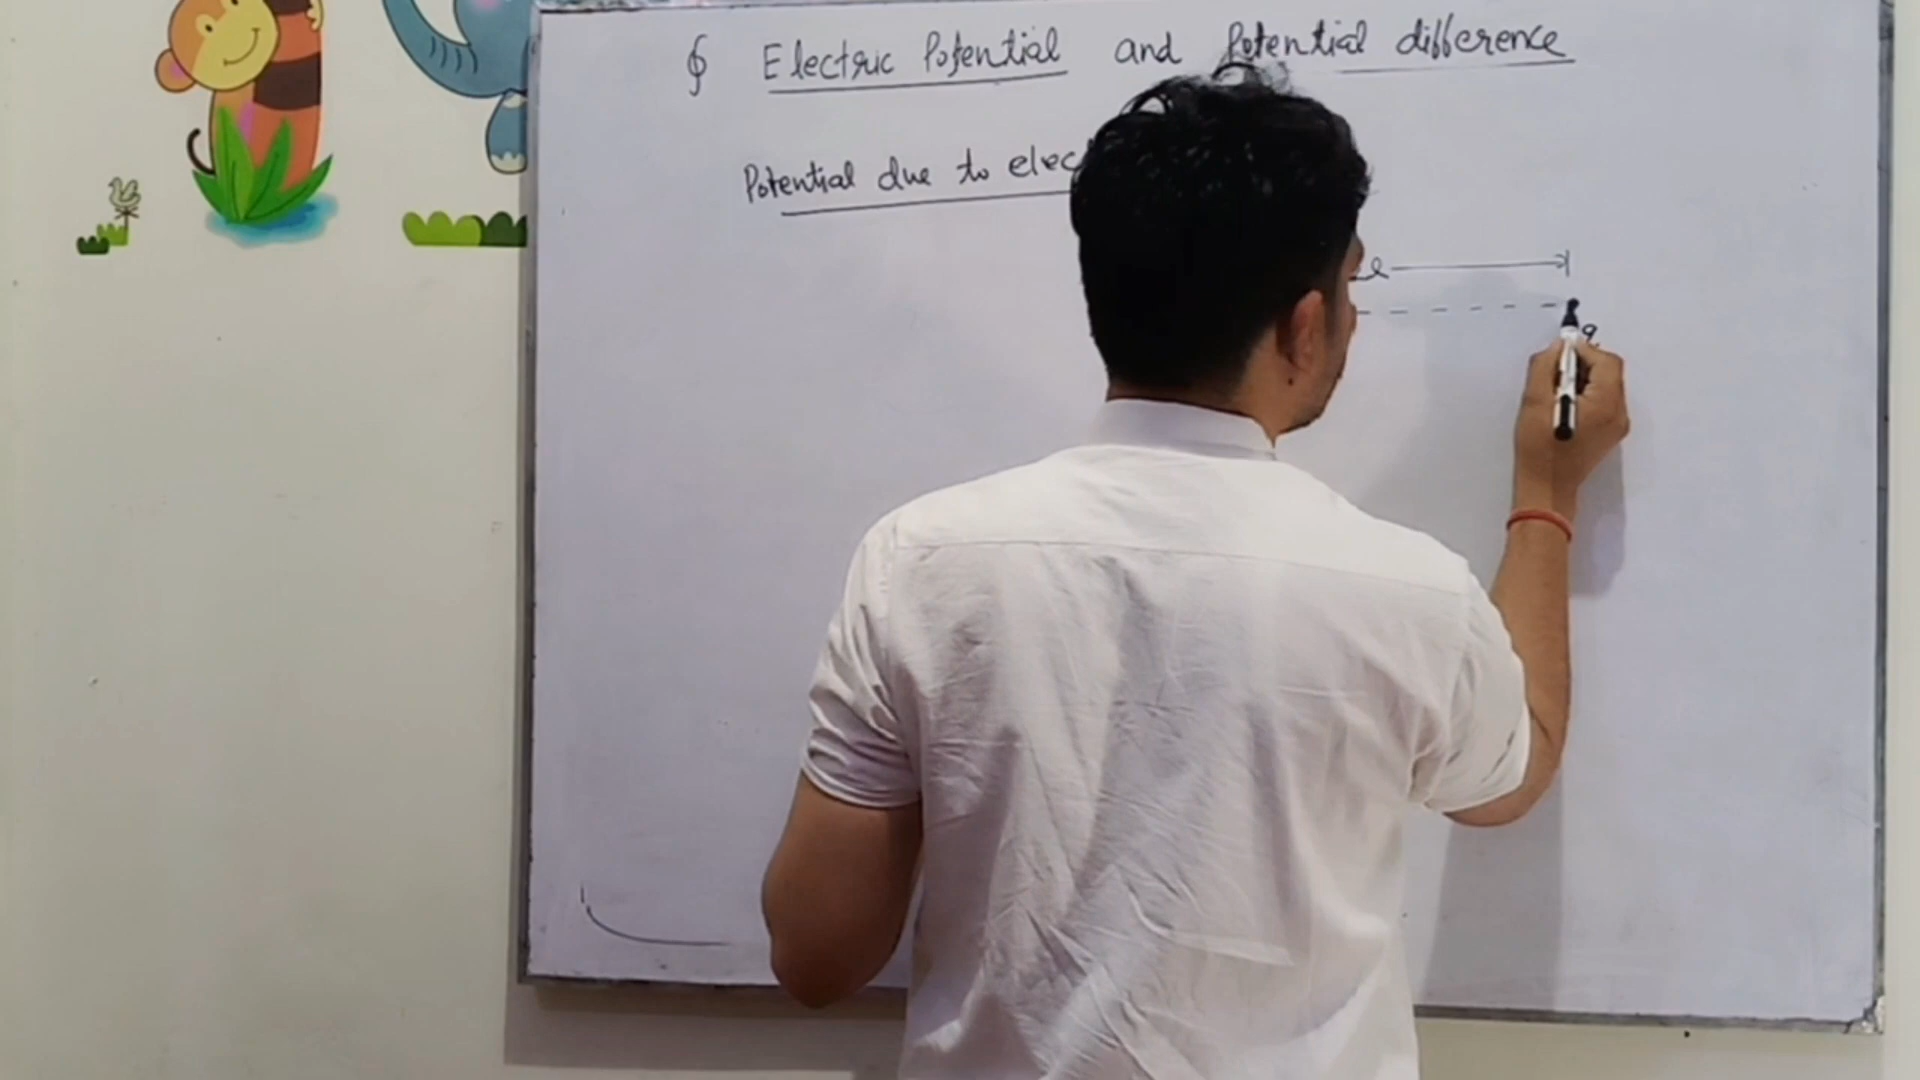 § Electric Potential and Potential difference
Potential due to elec
l
q